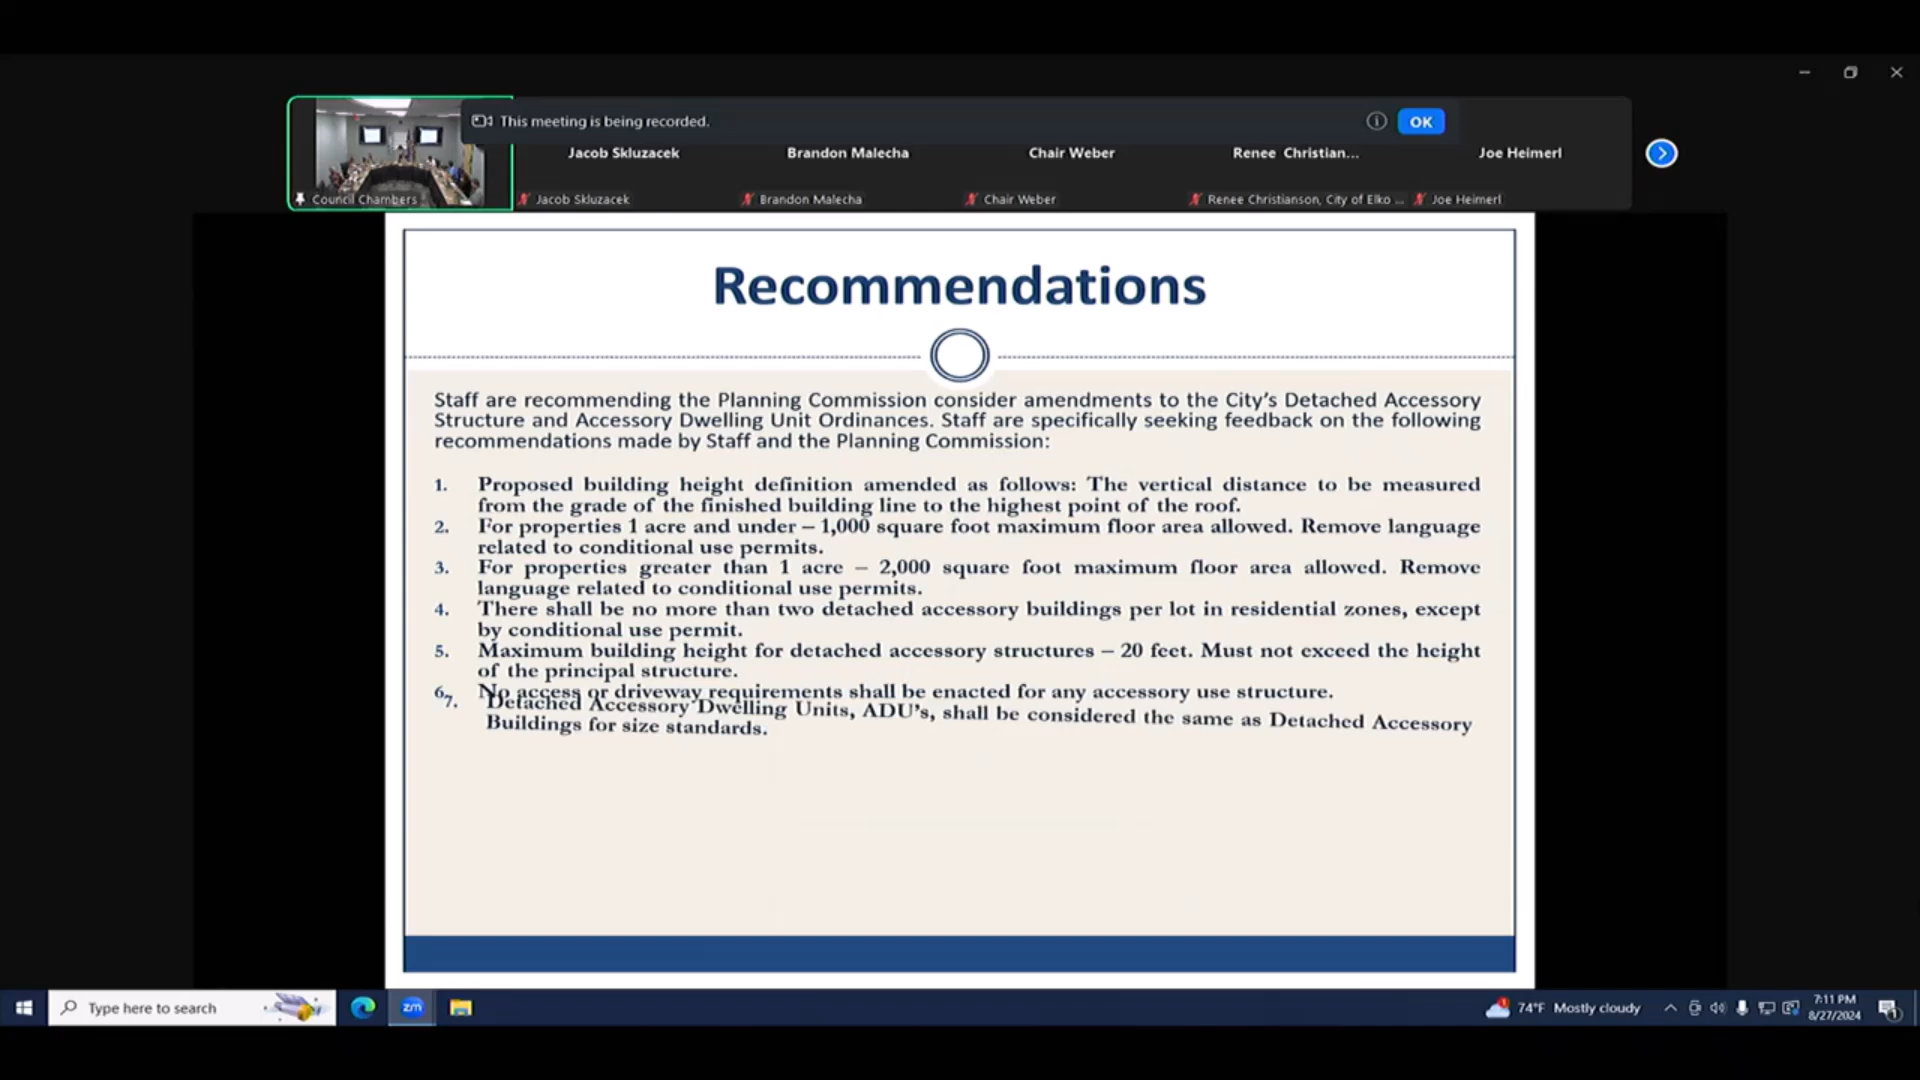 This meeting is being recorded.
OK
Jacob Skluzacek
Brandon Malecha
Chair Weber
Renee Christian...
Joe Heimerl
Council Chambers
Jacob Skluzacek
Brandon Malecha
Chair Weber
Renee Christianson, City of Elko ...
Joe Heimerl
Recommendations
Staff are recommending the Planning Commission consider amendments to the City's Detached Accessory
Structure and Accessory Dwelling Unit Ordinances. Staff are specifically seeking feedback on the following
recommendations made by Staff and the Planning Commission:
1. Proposed building height definition amended as follows: The vertical distance to be measured
from the grade of the finished building line to the highest point of the roof.
2. For properties 1 acre and under – 1,000 square foot maximum floor area allowed. Remove language
related to conditional use permits.
3. For properties greater than 1 acre – 2,000 square foot maximum floor area allowed. Remove
language related to conditional use permits.
4. There shall be no more than two detached accessory buildings per lot in residential zones, except
by conditional use permit.
5. Maximum building height for detached accessory structures – 20 feet. Must not exceed the height
of the principal structure.
6. No access or driveway requirements shall be enacted for any accessory use structure.
7. Detached Accessory Dwelling Units, ADU's, shall be considered the same as Detached Accessory
Buildings for size standards.
Type here to search
zm
74°F Mostly cloudy
7:11 PM
8/27/2024
1